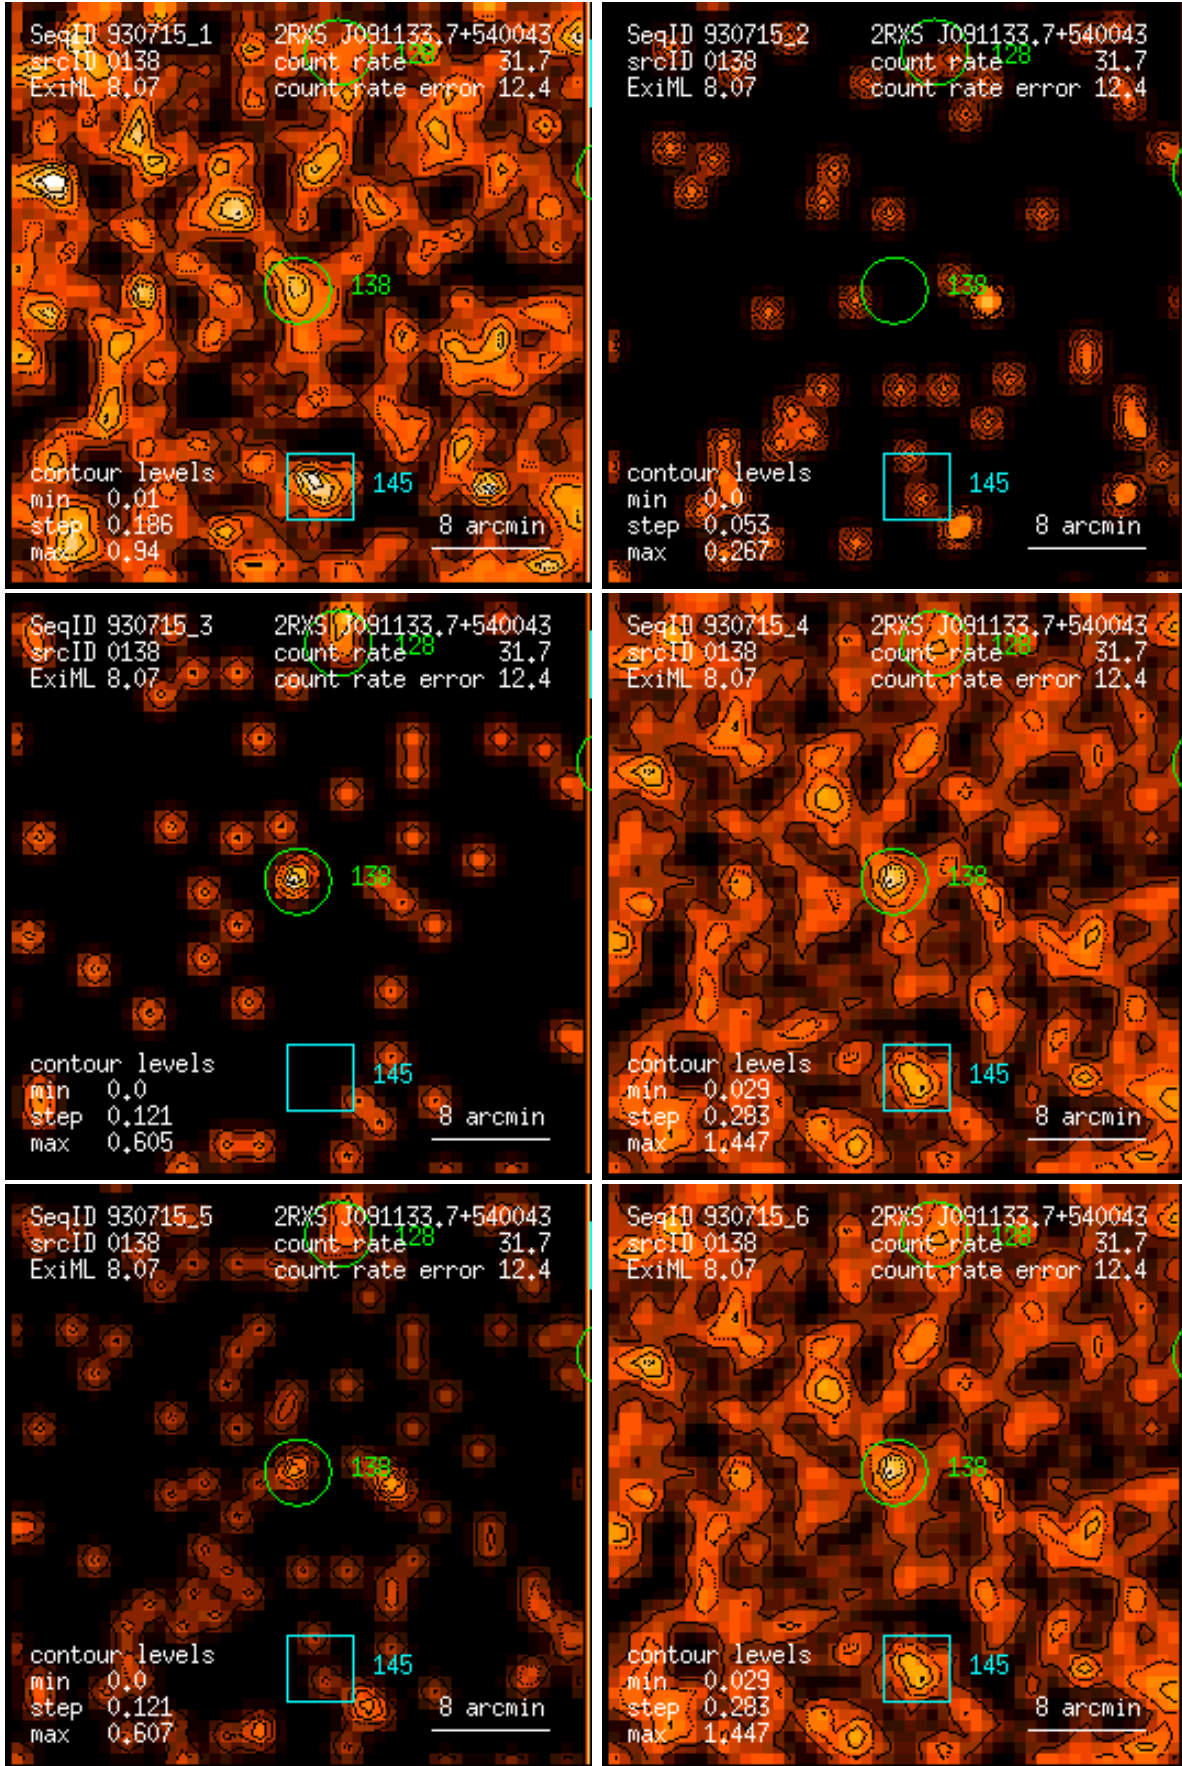 SeqID 930715_1 2RXS J091133.7+540043
srcID 0138 count rate 31.7
128
ExiML 8.07 count rate error 12.4
138
contour levels
145
min 0.01
step 0.186 8 arcmin
max 0.94
SeqID 930715_2 2RXS J091133.7+540043
srcID 0138 count rate 31.7
128
ExiML 8.07 count rate error 12.4
138
contour levels
145
min 0.0
step 0.053 8 arcmin
max 0.267
SeqID 930715_3 2RXS J091133.7+540043
srcID 0138 count rate 31.7
128
ExiML 8.07 count rate error 12.4
138
contour levels
145
min 0.0
step 0.121 8 arcmin
max 0.605
SeqID 930715_4 2RXS J091133.7+540043
srcID 0138 count rate 31.7
128
ExiML 8.07 count rate error 12.4
138
contour levels
145
min 0.029
step 0.283 8 arcmin
max 1.447
SeqID 930715_5 2RXS J091133.7+540043
srcID 0138 count rate 31.7
128
ExiML 8.07 count rate error 12.4
138
contour levels
145
min 0.0
step 0.121 8 arcmin
max 0.607
SeqID 930715_6 2RXS J091133.7+540043
srcID 0138 count rate 31.7
128
ExiML 8.07 count rate error 12.4
138
contour levels
145
min 0.029
step 0.283 8 arcmin
max 1.447